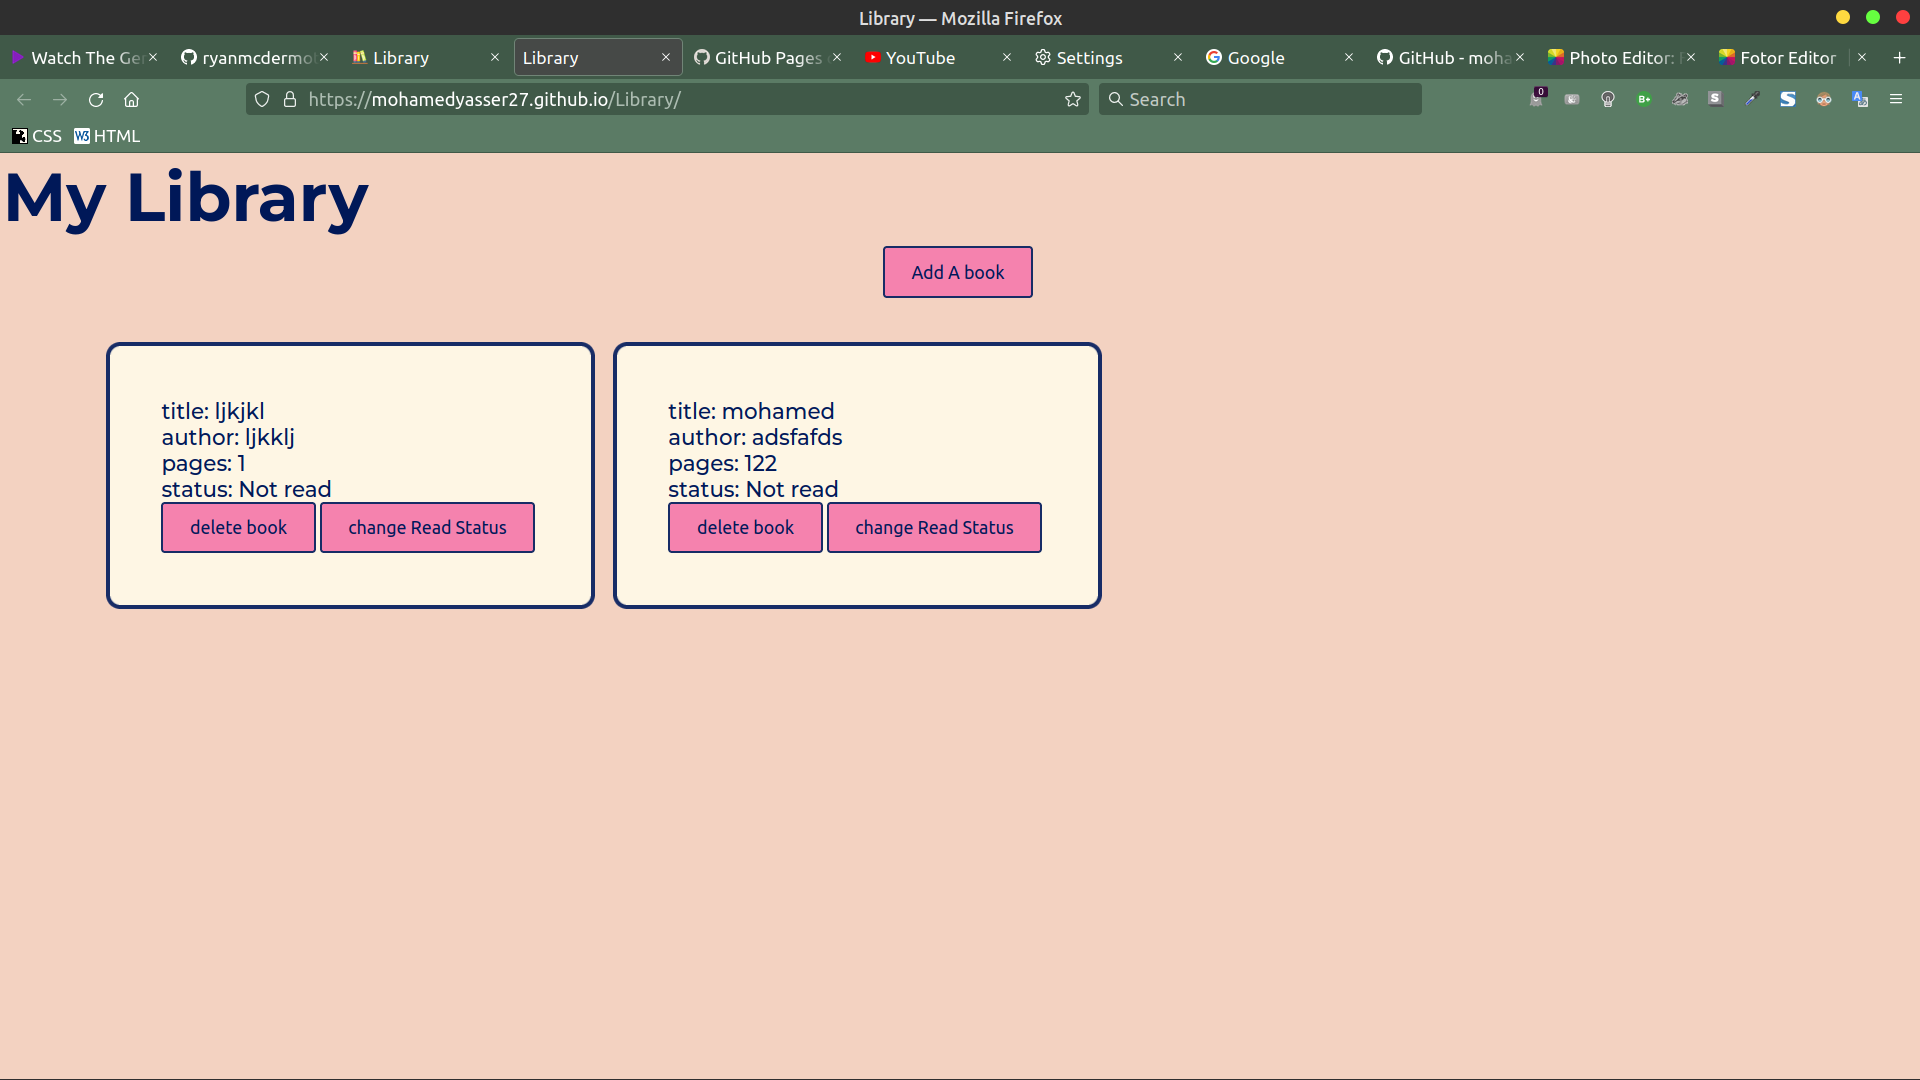 Library — Mozilla Firefox
Watch The Ge
ryanmcdermo
Library
Library
GitHub Pages
YouTube
Settings
Google
GitHub - moha
Photo Editor:
Fotor Editor
https://mohamedyasser27.github.io/Library/
Search
0
B+
S
CSS
W3 HTML
My Library
Add A book
title: ljkjkl
author: ljkklj
pages: 1
status: Not read
delete book change Read Status
title: mohamed
author: adsfafds
pages: 122
status: Not read
delete book change Read Status